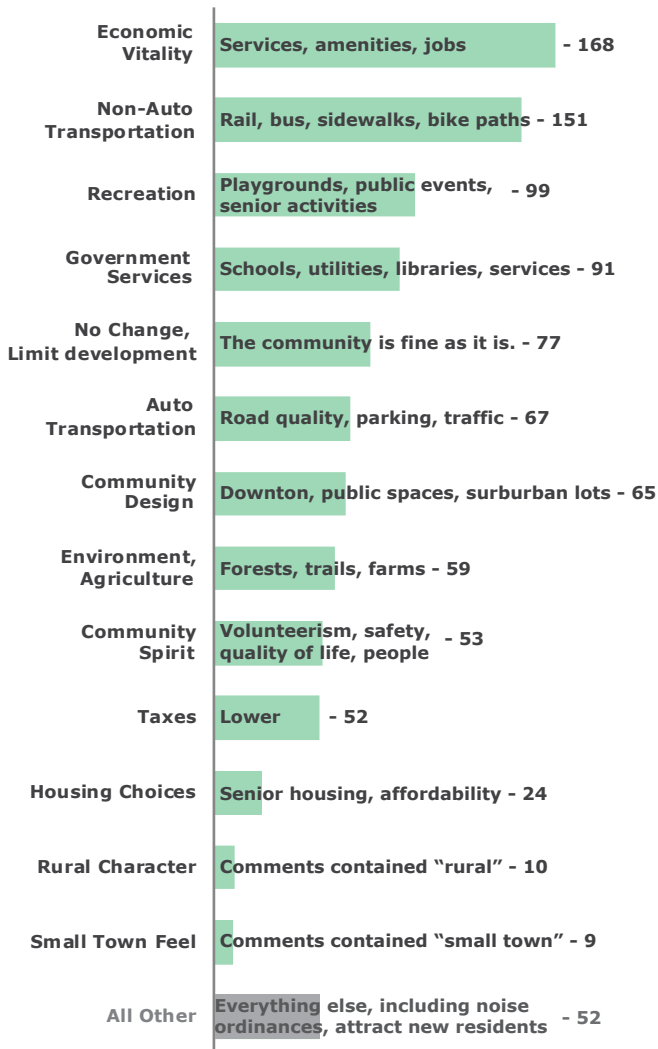 Economic
Vitality
Services, amenities, jobs - 168
Non-Auto
Transportation
Rail, bus, sidewalks, bike paths - 151
Recreation
Playgrounds, public events,
senior activities
- 99
Government
Services
Schools, utilities, libraries, services - 91
No Change,
Limit development
The community is fine as it is. - 77
Auto
Transportation
Road quality, parking, traffic - 67
Community
Design
Downton, public spaces, surburban lots - 65
Environment,
Agriculture
Forests, trails, farms - 59
Community
Spirit
Volunteerism, safety,
quality of life, people
- 53
Taxes
Lower - 52
Housing Choices
Senior housing, affordability - 24
Rural Character
Comments contained “rural” - 10
Small Town Feel
Comments contained “small town” - 9
All Other
Everything else, including noise
ordinances, attract new residents
- 52